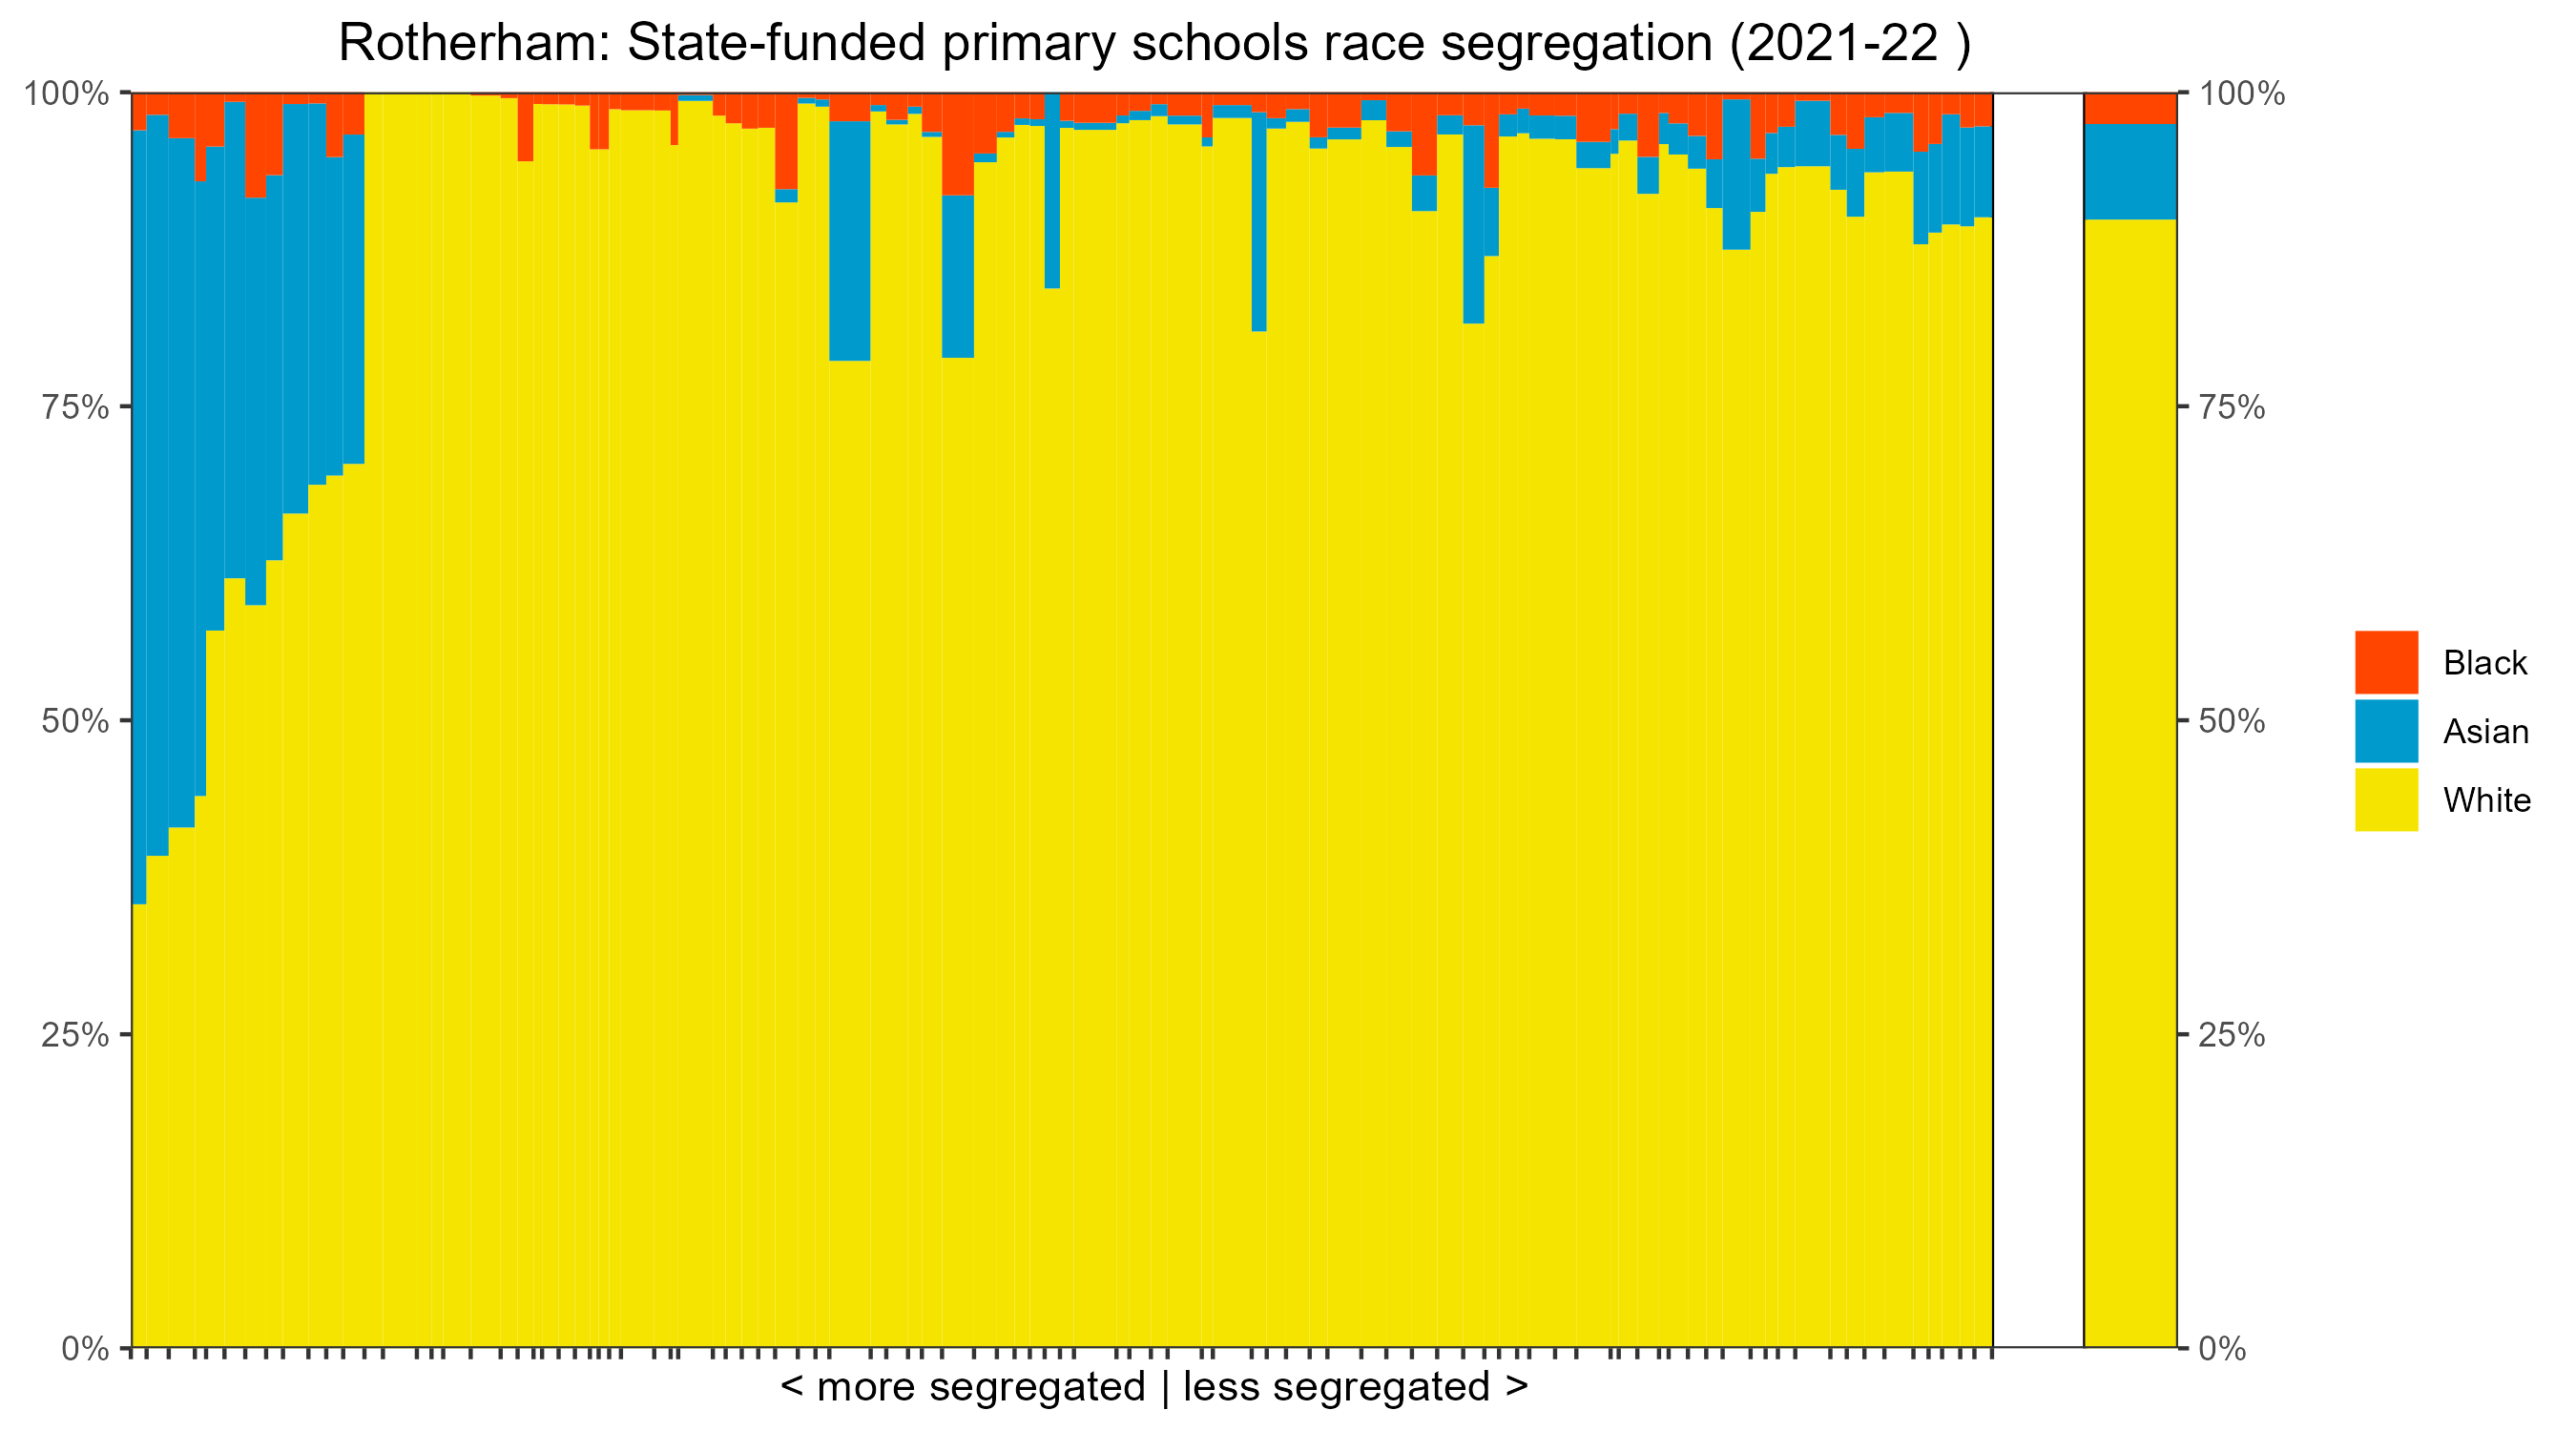 Rotherham: State-funded primary schools race segregation (2021-22 )
100%
75%
50%
25%
0%
100%
75%
50%
25%
0%
Black
Asian
White
< more segregated | less segregated >